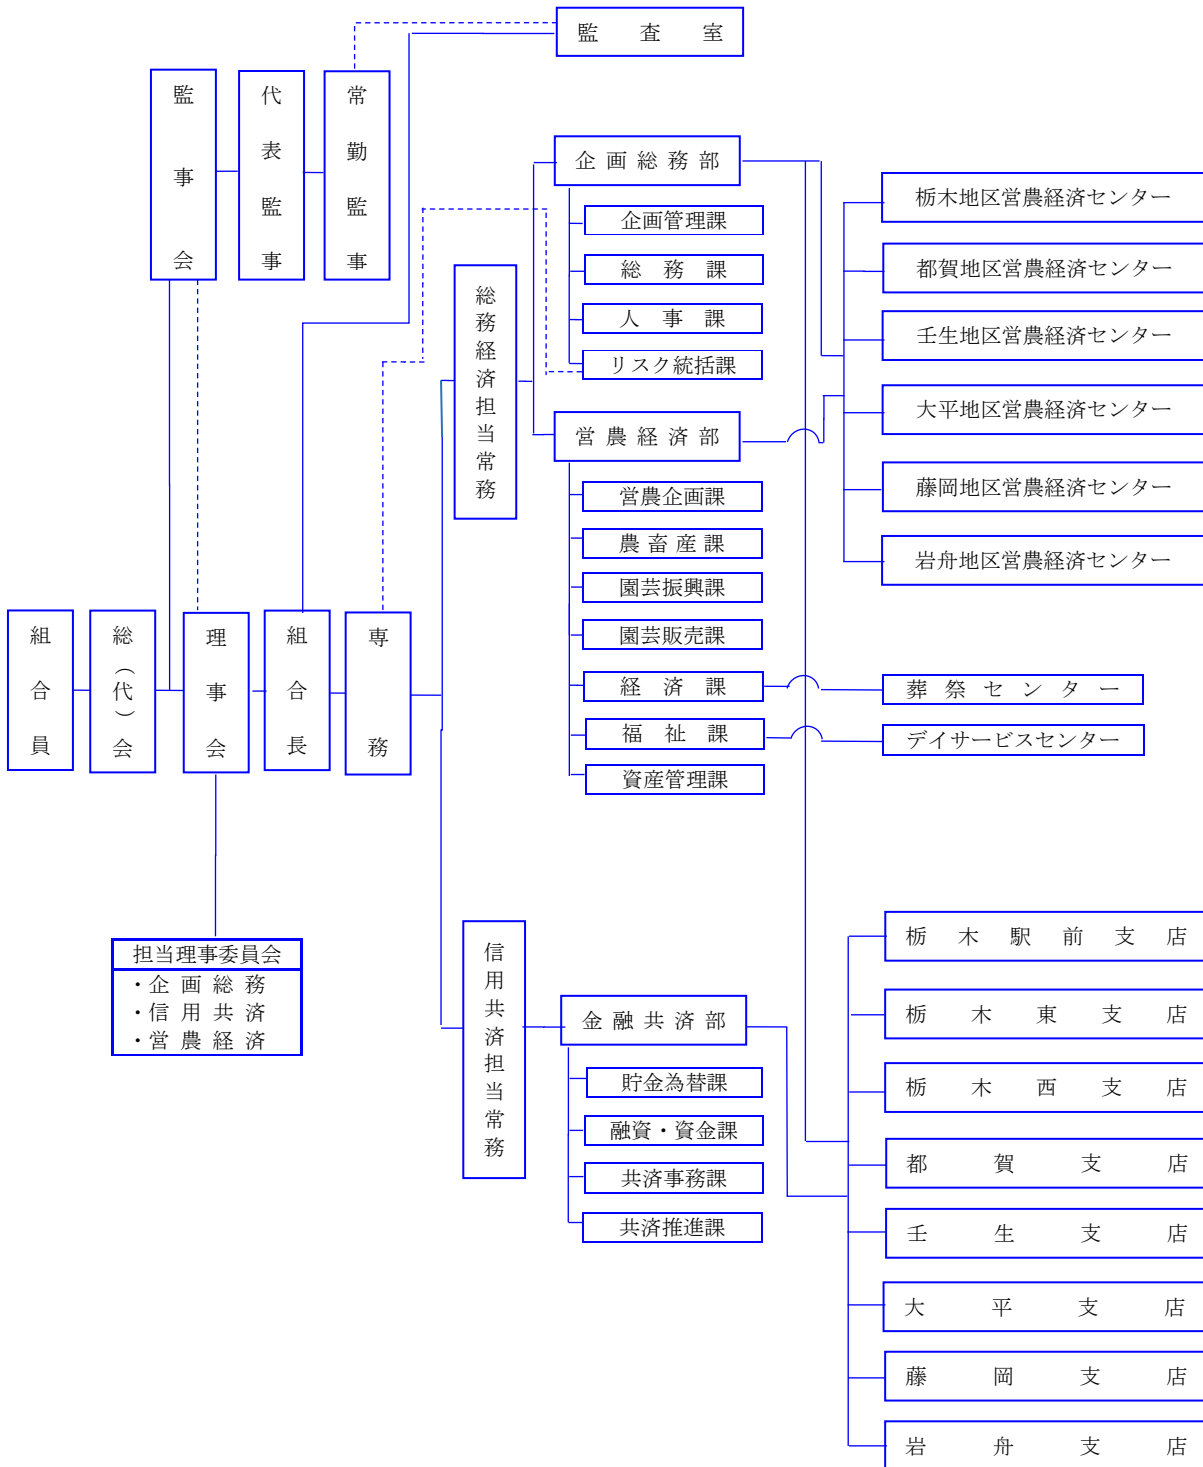 監査室
監事会
代表監事
常勤監事
企画総務部
企画管理課
総務課
人事課
リスク統括課
総務経済担当常務
営農経済部
営農企画課
農畜産課
園芸振興課
園芸販売課
経済課
福祉課
資産管理課
栃木地区営農経済センター
都賀地区営農経済センター
壬生地区営農経済センター
大平地区営農経済センター
藤岡地区営農経済センター
岩舟地区営農経済センター
葬祭センター
デイサービスセンター
組合員
総（代）会
理事会
組合長
専務
担当理事委員会
・企画総務
・信用共済
・営農経済
信用共済担当常務
金融共済部
貯金為替課
融資・資金課
共済事務課
共済推進課
栃木駅前支店
栃木東支店
栃木西支店
都賀支店
壬生支店
大平支店
藤岡支店
岩舟支店